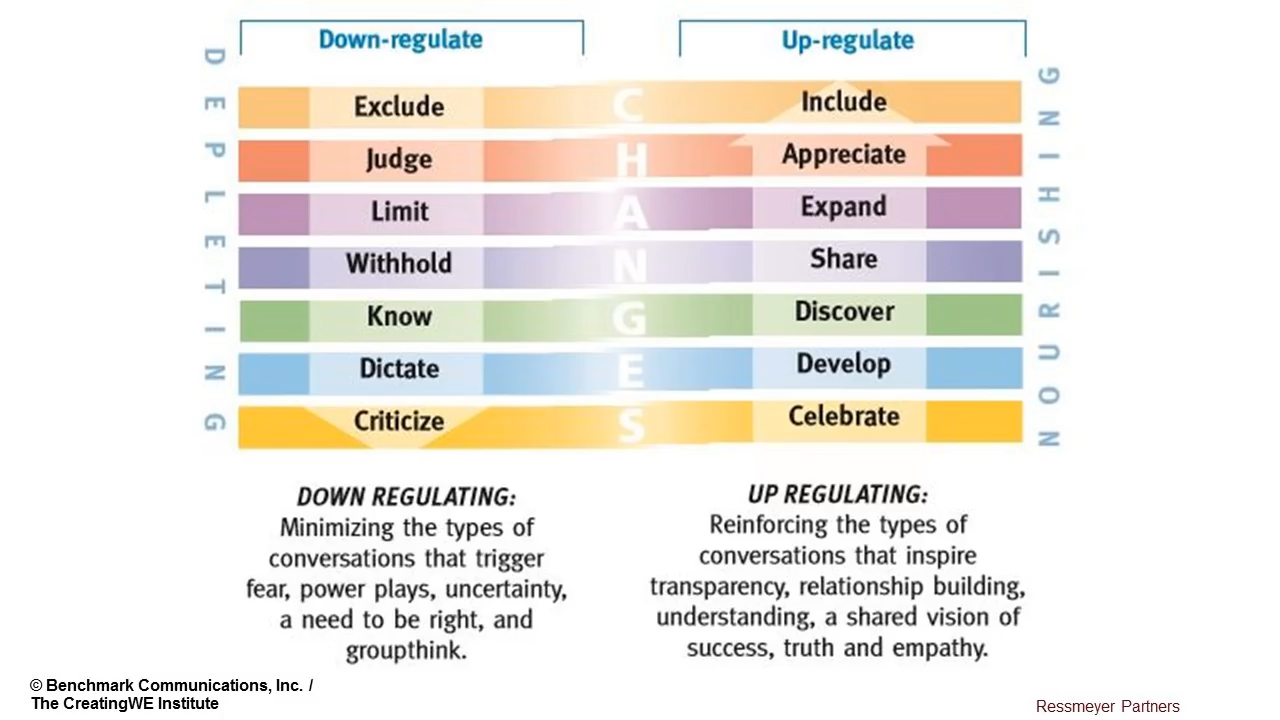 Down-regulate
Up-regulate
DEPLETING
Exclude C Include
Judge H Appreciate
Limit A Expand
Withhold N Share
Know G Discover
Dictate E Develop
Criticize S Celebrate
NOURISHING
DOWN REGULATING:
Minimizing the types of
conversations that trigger
fear, power plays, uncertainty,
a need to be right, and
groupthink.
UP REGULATING:
Reinforcing the types of
conversations that inspire
transparency, relationship building,
understanding, a shared vision of
success, truth and empathy.
© Benchmark Communications, Inc. /
The CreatingWE Institute
Ressmeyer Partners